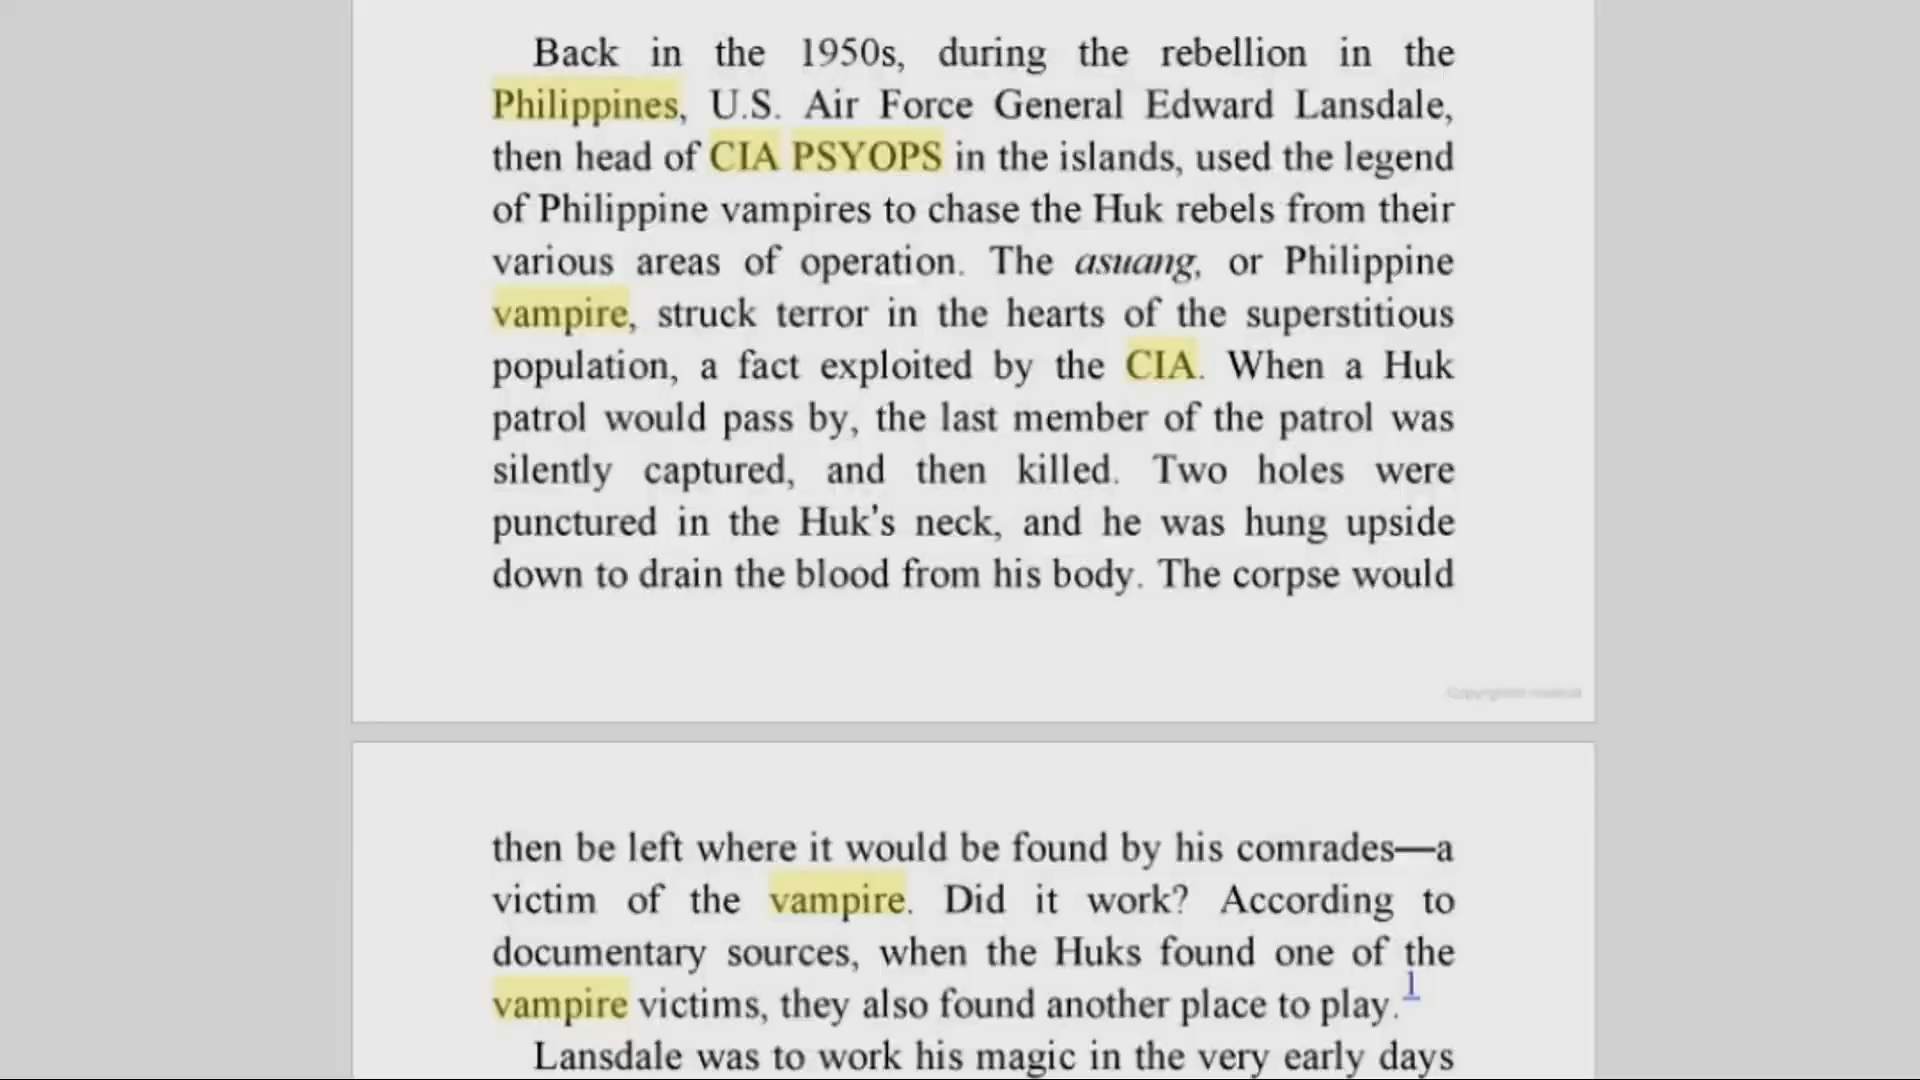 Back in the 1950s, during the rebellion in the
Philippines, U.S. Air Force General Edward Lansdale,
then head of CIA PSYOPS in the islands, used the legend
of Philippine vampires to chase the Huk rebels from their
various areas of operation. The asuang, or Philippine
vampire, struck terror in the hearts of the superstitious
population, a fact exploited by the CIA. When a Huk
patrol would pass by, the last member of the patrol was
silently captured, and then killed. Two holes were
punctured in the Huk's neck, and he was hung upside
down to drain the blood from his body. The corpse would
Copyrighted material
then be left where it would be found by his comrades—a
victim of the vampire. Did it work? According to
documentary sources, when the Huks found one of the
vampire victims, they also found another place to play.1
Lansdale was to work his magic in the very early days